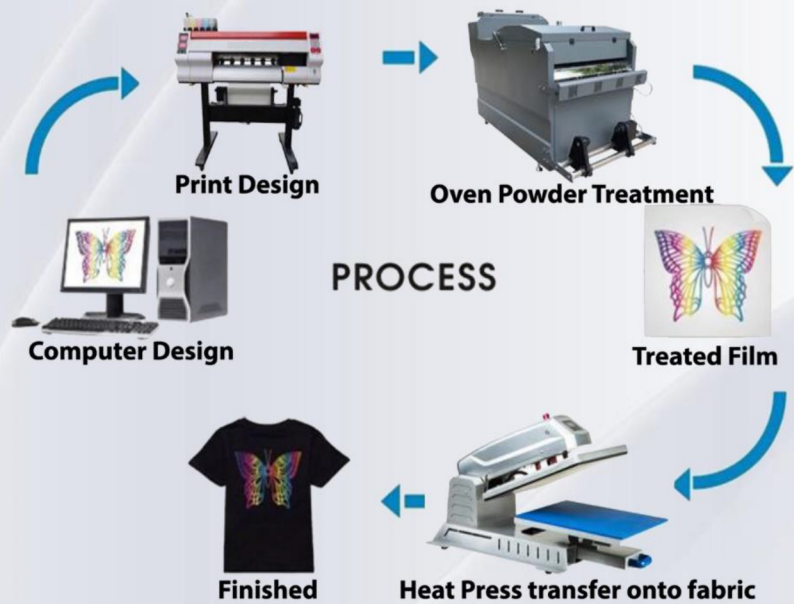 Print Design
Oven Powder Treatment
PROCESS
Computer Design
Treated Film
Finished
Heat Press transfer onto fabric